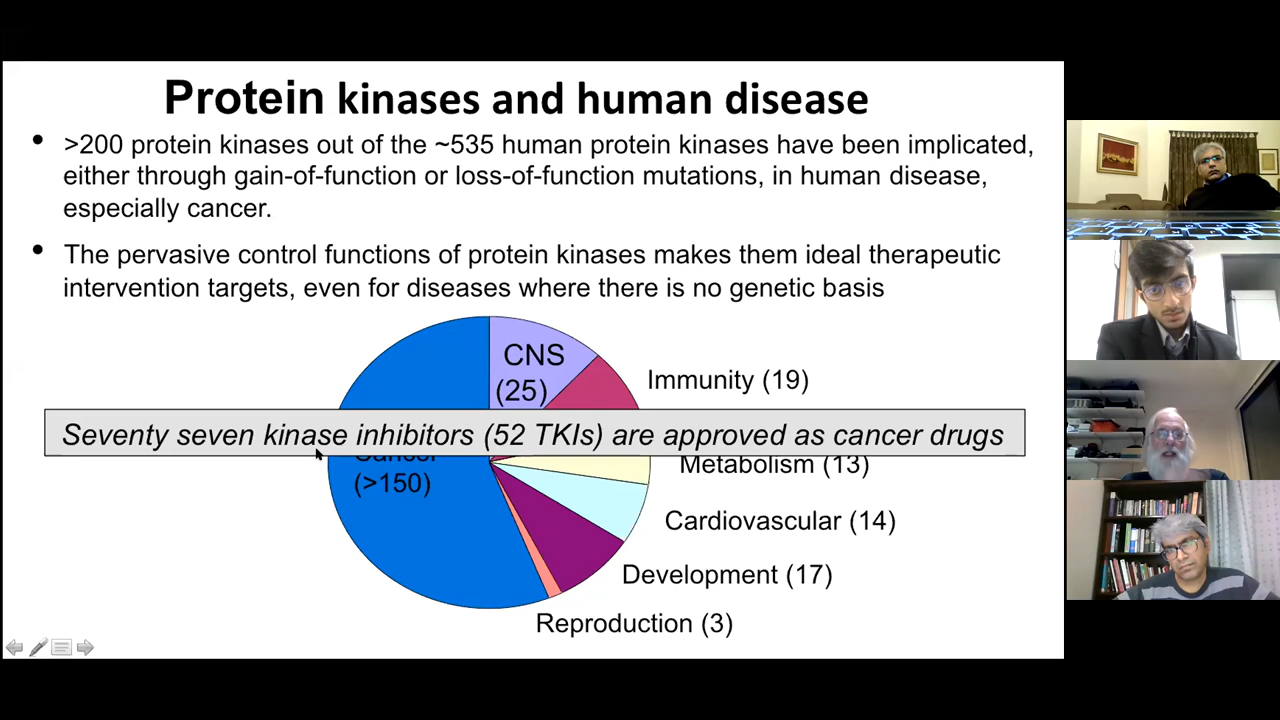 Protein kinases and human disease
• >200 protein kinases out of the ~535 human protein kinases have been implicated,
either through gain-of-function or loss-of-function mutations, in human disease,
especially cancer.
• The pervasive control functions of protein kinases makes them ideal therapeutic
intervention targets, even for diseases where there is no genetic basis
CNS
(25)
Immunity (19)
Seventy seven kinase inhibitors (52 TKIs) are approved as cancer drugs
Cancer
(>150)
Metabolism (13)
Cardiovascular (14)
Development (17)
Reproduction (3)